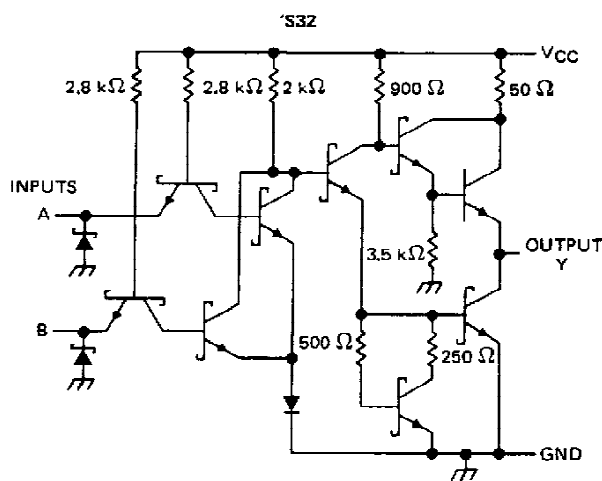 'S32
VCC
2.8 kΩ
2.8 kΩ
2 kΩ
900 Ω
50 Ω
INPUTS
A
3.5 kΩ
OUTPUT
Y
B
500 Ω
250 Ω
GND